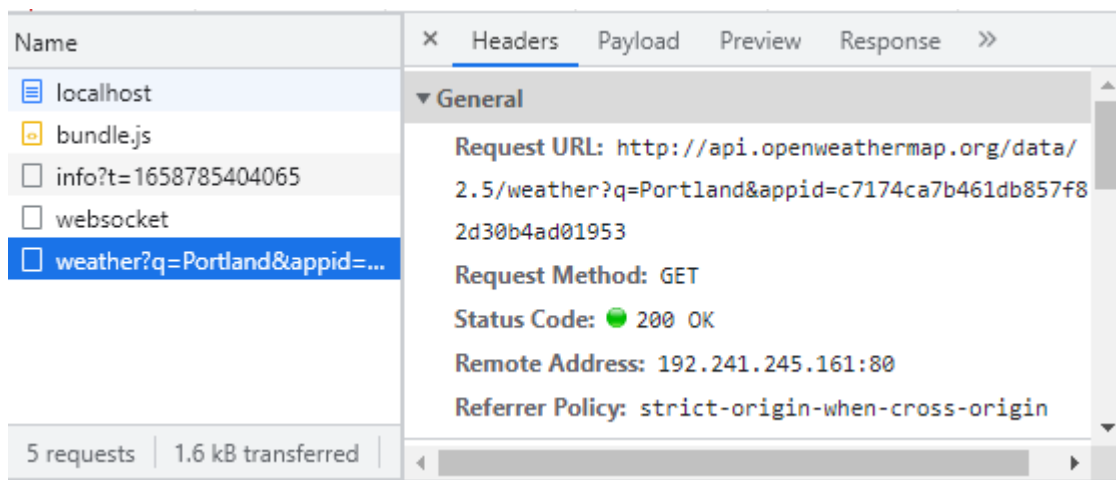 Name
localhost
bundle.js
info?t=1658785404065
websocket
weather?q=Portland&appid=...
5 requests 1.6 kB transferred
× Headers Payload Preview Response »
▼ General
Request URL: http://api.openweathermap.org/data/
2.5/weather?q=Portland&appid=c7174ca7b461db857f8
2d30b4ad01953
Request Method: GET
Status Code: 200 OK
Remote Address: 192.241.245.161:80
Referrer Policy: strict-origin-when-cross-origin